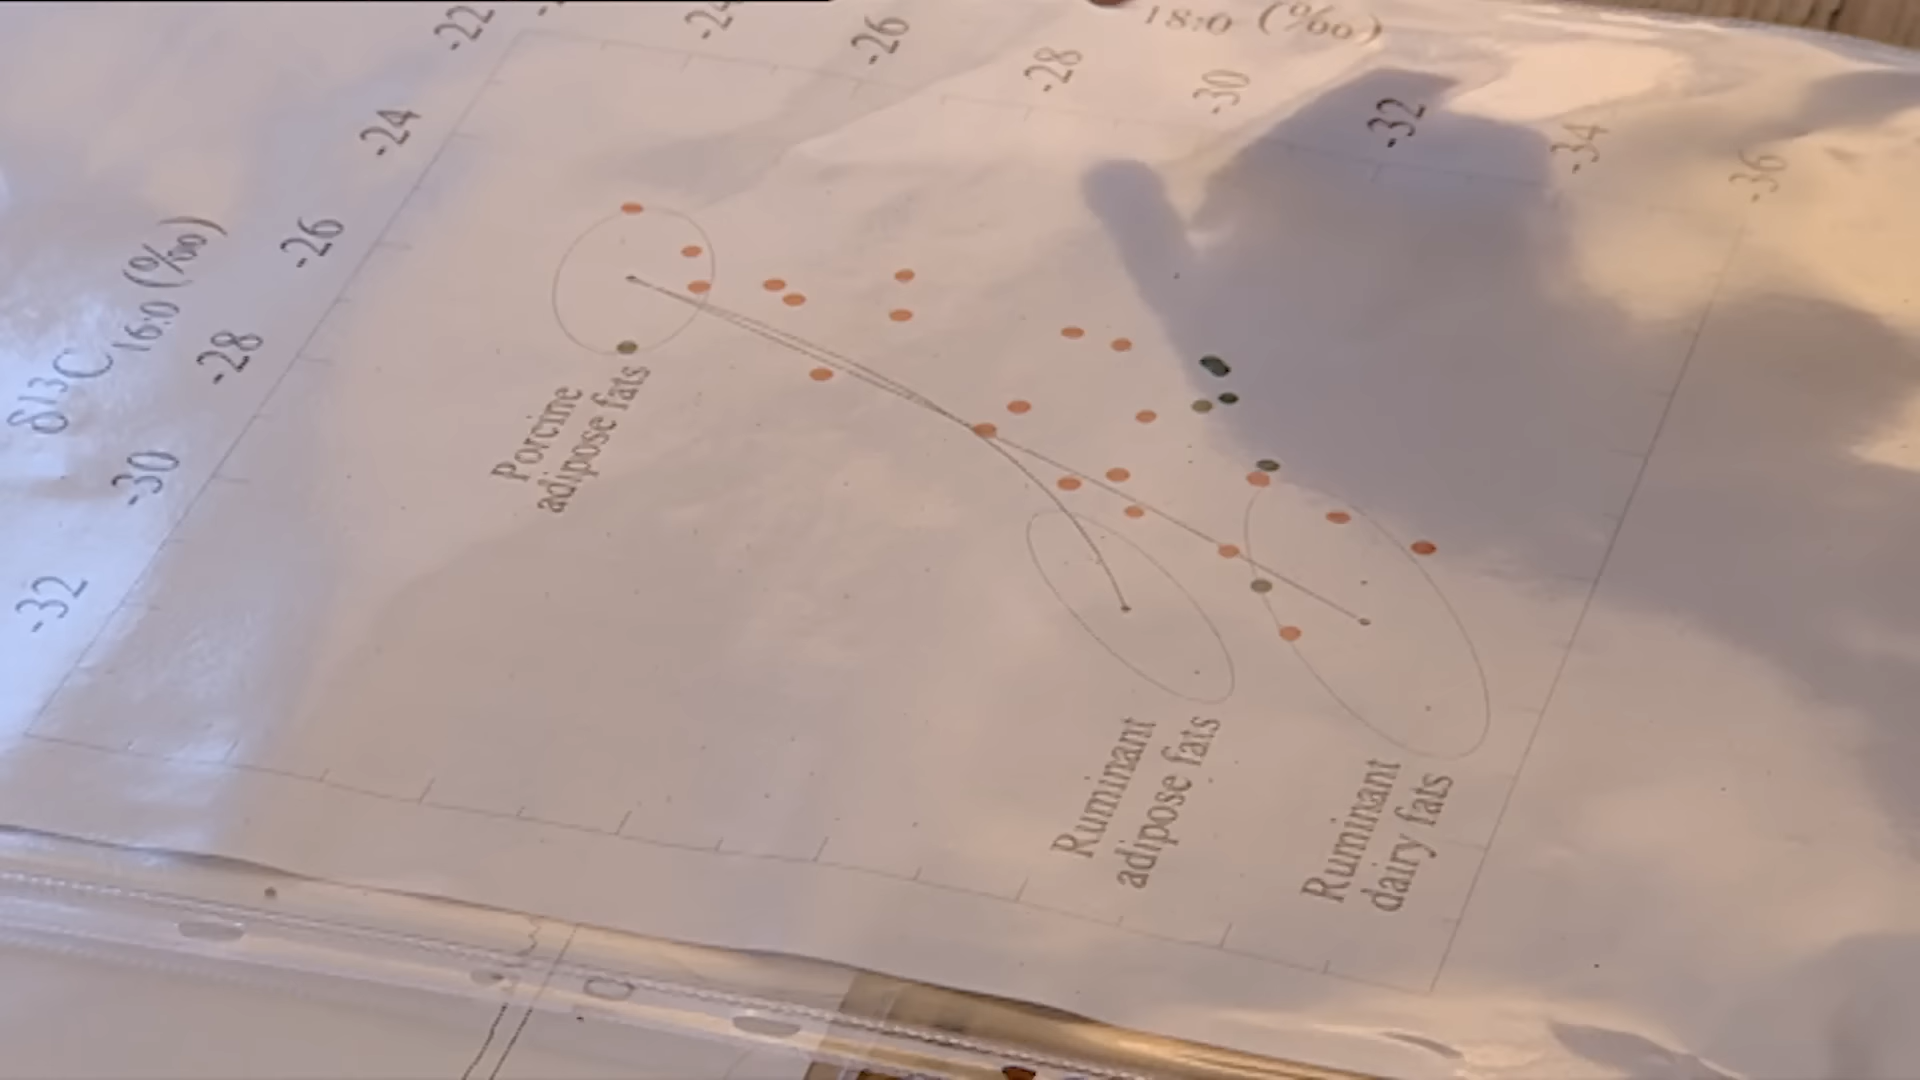 18:0 (‰)
-22
-24
-26
-28
-30
-32
-34
-36
δ13C 16:0 (‰)
-24
-26
-28
-30
-32
Porcine
adipose fats
Ruminant
adipose fats
Ruminant
dairy fats